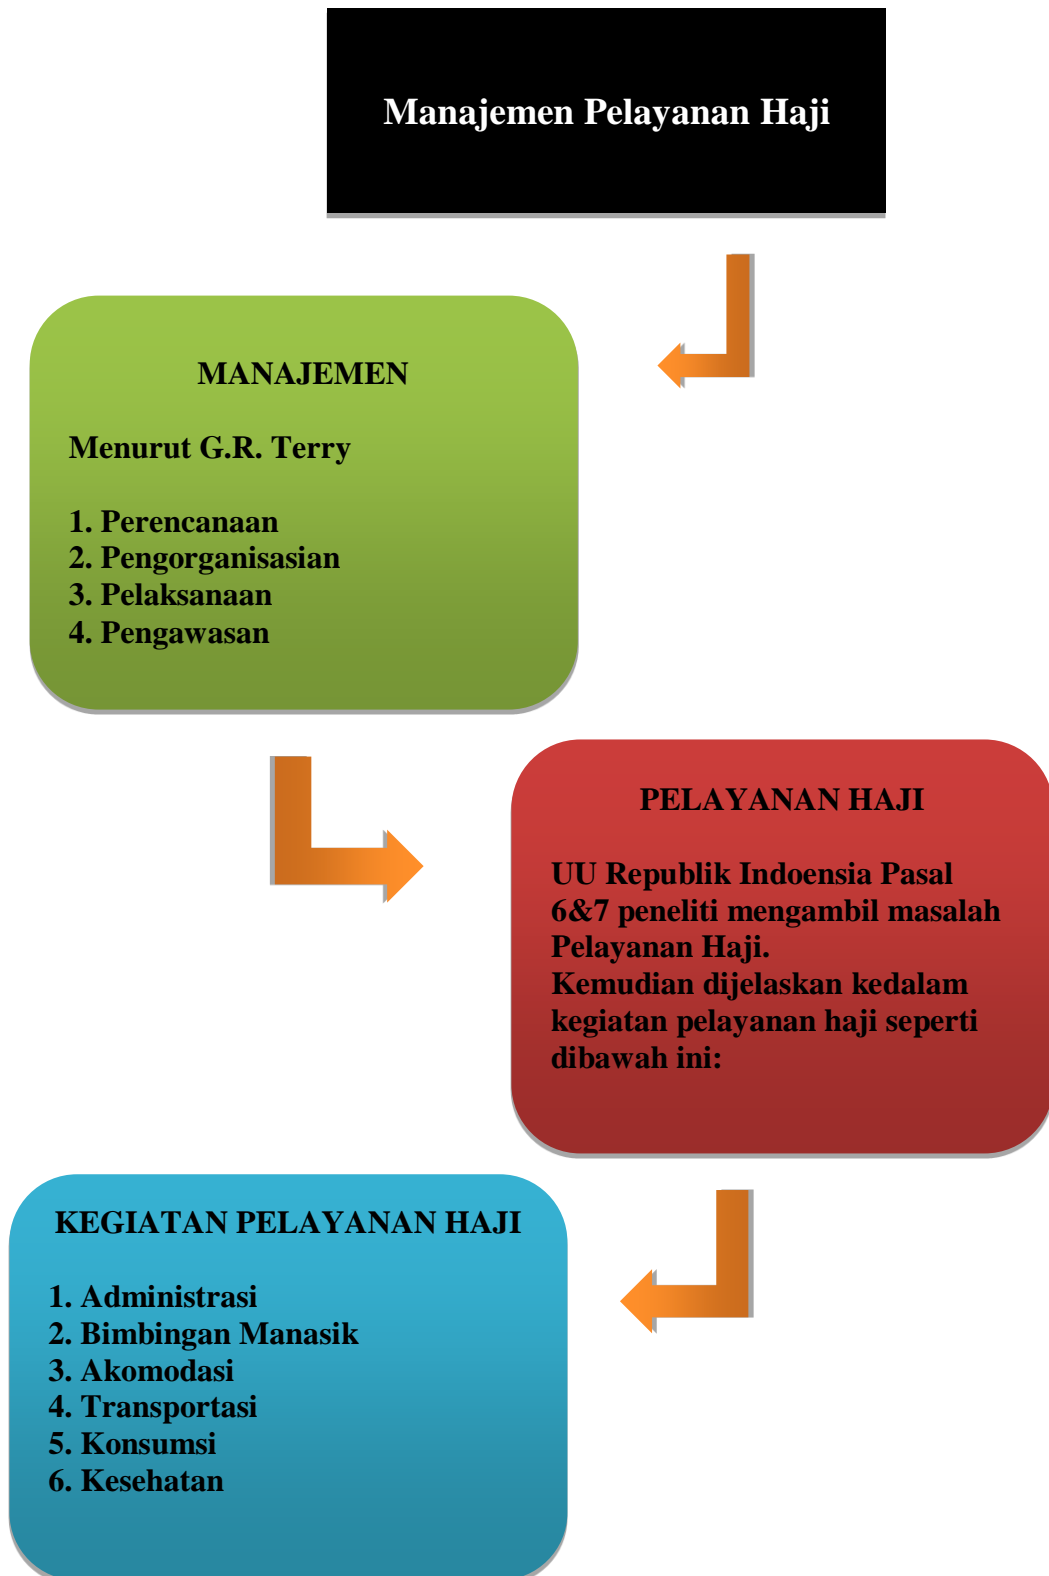 Manajemen Pelayanan Haji
MANAJEMEN
Menurut G.R. Terry
1. Perencanaan
2. Pengorganisasian
3. Pelaksanaan
4. Pengawasan
PELAYANAN HAJI
UU Republik Indoensia Pasal
6&7 peneliti mengambil masalah
Pelayanan Haji.
Kemudian dijelaskan kedalam
kegiatan pelayanan haji seperti
dibawah ini:
KEGIATAN PELAYANAN HAJI
1. Administrasi
2. Bimbingan Manasik
3. Akomodasi
4. Transportasi
5. Konsumsi
6. Kesehatan